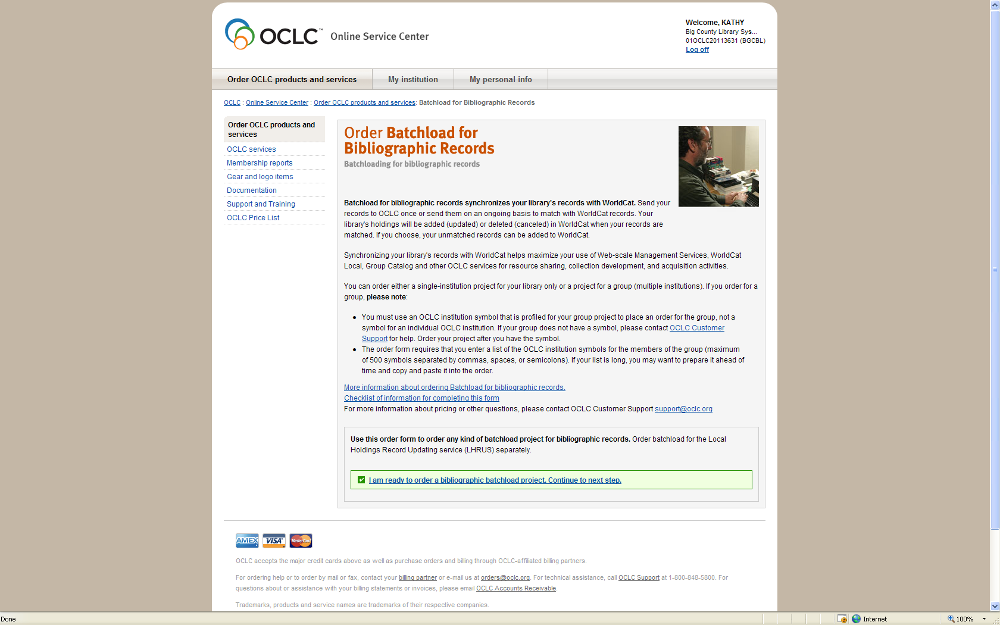 OCLC™ Online Service Center
Welcome, KATHY
Big County Library Sys...
01OCLC20113631 (BGCBL)
Log off
Order OCLC products and services
My institution
My personal info
OCLC : Online Service Center : Order OCLC products and services: Batchload for Bibliographic Records
Order OCLC products and
services
OCLC services
Membership reports
Gear and logo items
Documentation
Support and Training
OCLC Price List
Order Batchload for
Bibliographic Records
Batchloading for bibliographic records
Batchload for bibliographic records synchronizes your library's records with WorldCat. Send your
records to OCLC once or send them on an ongoing basis to match with WorldCat records. Your
library's holdings will be added (updated) or deleted (canceled) in WorldCat when your records are
matched. If you choose, your unmatched records can be added to WorldCat.
Synchronizing your library's records with WorldCat helps maximize your use of Web-scale Management Services, WorldCat
Local, Group Catalog and other OCLC services for resource sharing, collection development, and acquisition activities.
You can order either a single-institution project for your library only or a project for a group (multiple institutions). If you order for a
group, please note:
● You must use an OCLC institution symbol that is profiled for your group project to place an order for the group, not a
symbol for an individual OCLC institution. If your group does not have a symbol, please contact OCLC Customer
Support for help. Order your project after you have the symbol.
● The order form requires that you enter a list of the OCLC institution symbols for the members of the group (maximum
of 500 symbols separated by commas, spaces, or semicolons). If your list is long, you may want to prepare it ahead of
time and copy and paste it into the order.
More information about ordering Batchload for bibliographic records.
Checklist of information for completing this form
For more information about pricing or other questions, please contact OCLC Customer Support support@oclc.org
Use this order form to order any kind of batchload project for bibliographic records. Order batchload for the Local
Holdings Record Updating service (LHRUS) separately.
I am ready to order a bibliographic batchload project. Continue to next step.
AMEX VISA MasterCard
OCLC accepts the major credit cards above as well as purchase orders and billing through OCLC-affiliated billing partners.
For ordering help or to order by mail or fax, contact your billing partner or e-mail us at orders@oclc.org. For technical assistance, call OCLC Support at 1-800-848-5800. For
questions about or assistance with your billing statements or invoices, please email OCLC Accounts Receivable.
Trademarks, products and service names are trademarks of their respective companies.
Done
Internet
100%